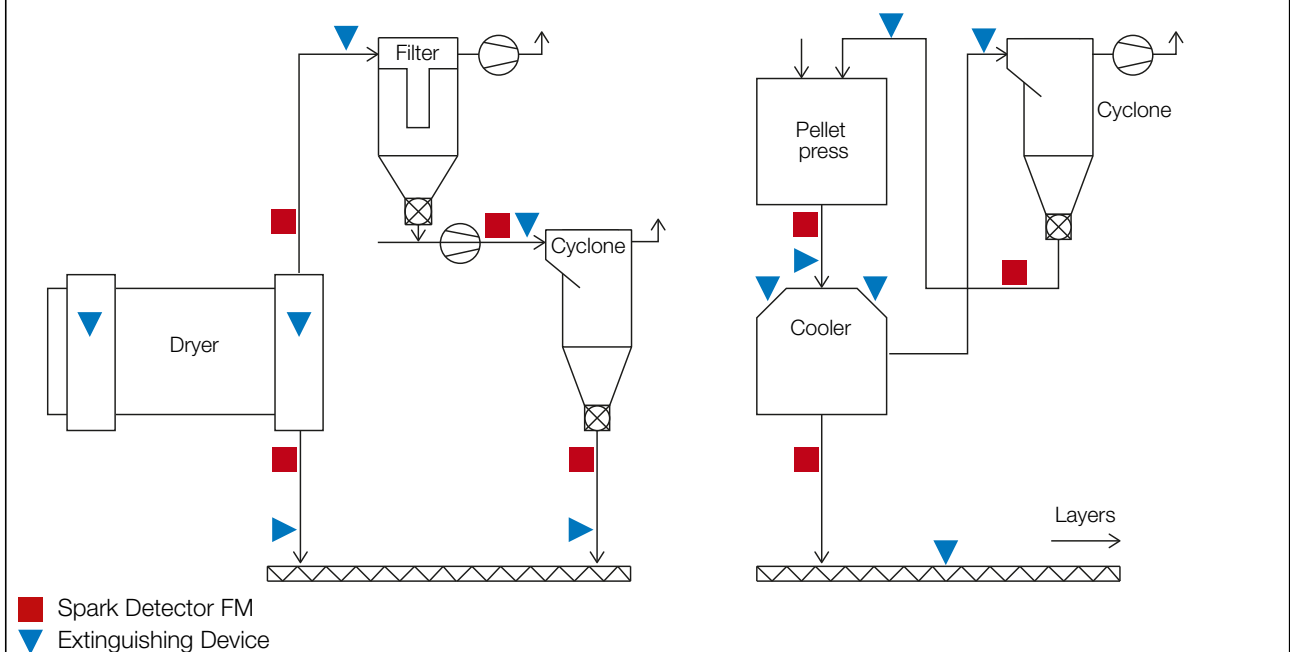 Filter
Cyclone
Dryer
Pellet
press
Cyclone
Cooler
Layers
Spark Detector FM
Extinguishing Device